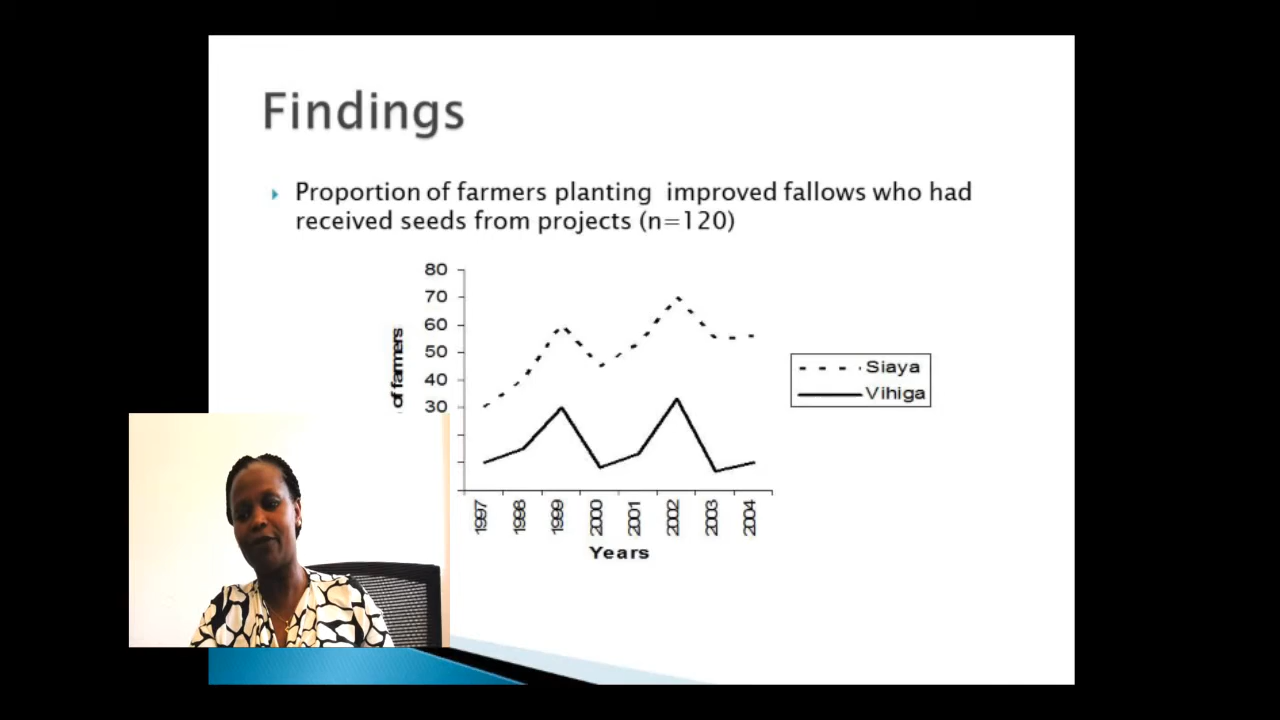 Findings
Proportion of farmers planting improved fallows who had
received seeds from projects (n=120)
80
70
60
50
40
30
of farmers
1997
1998
1999
2000
2001
2002
2003
2004
Years
Siaya
Vihiga